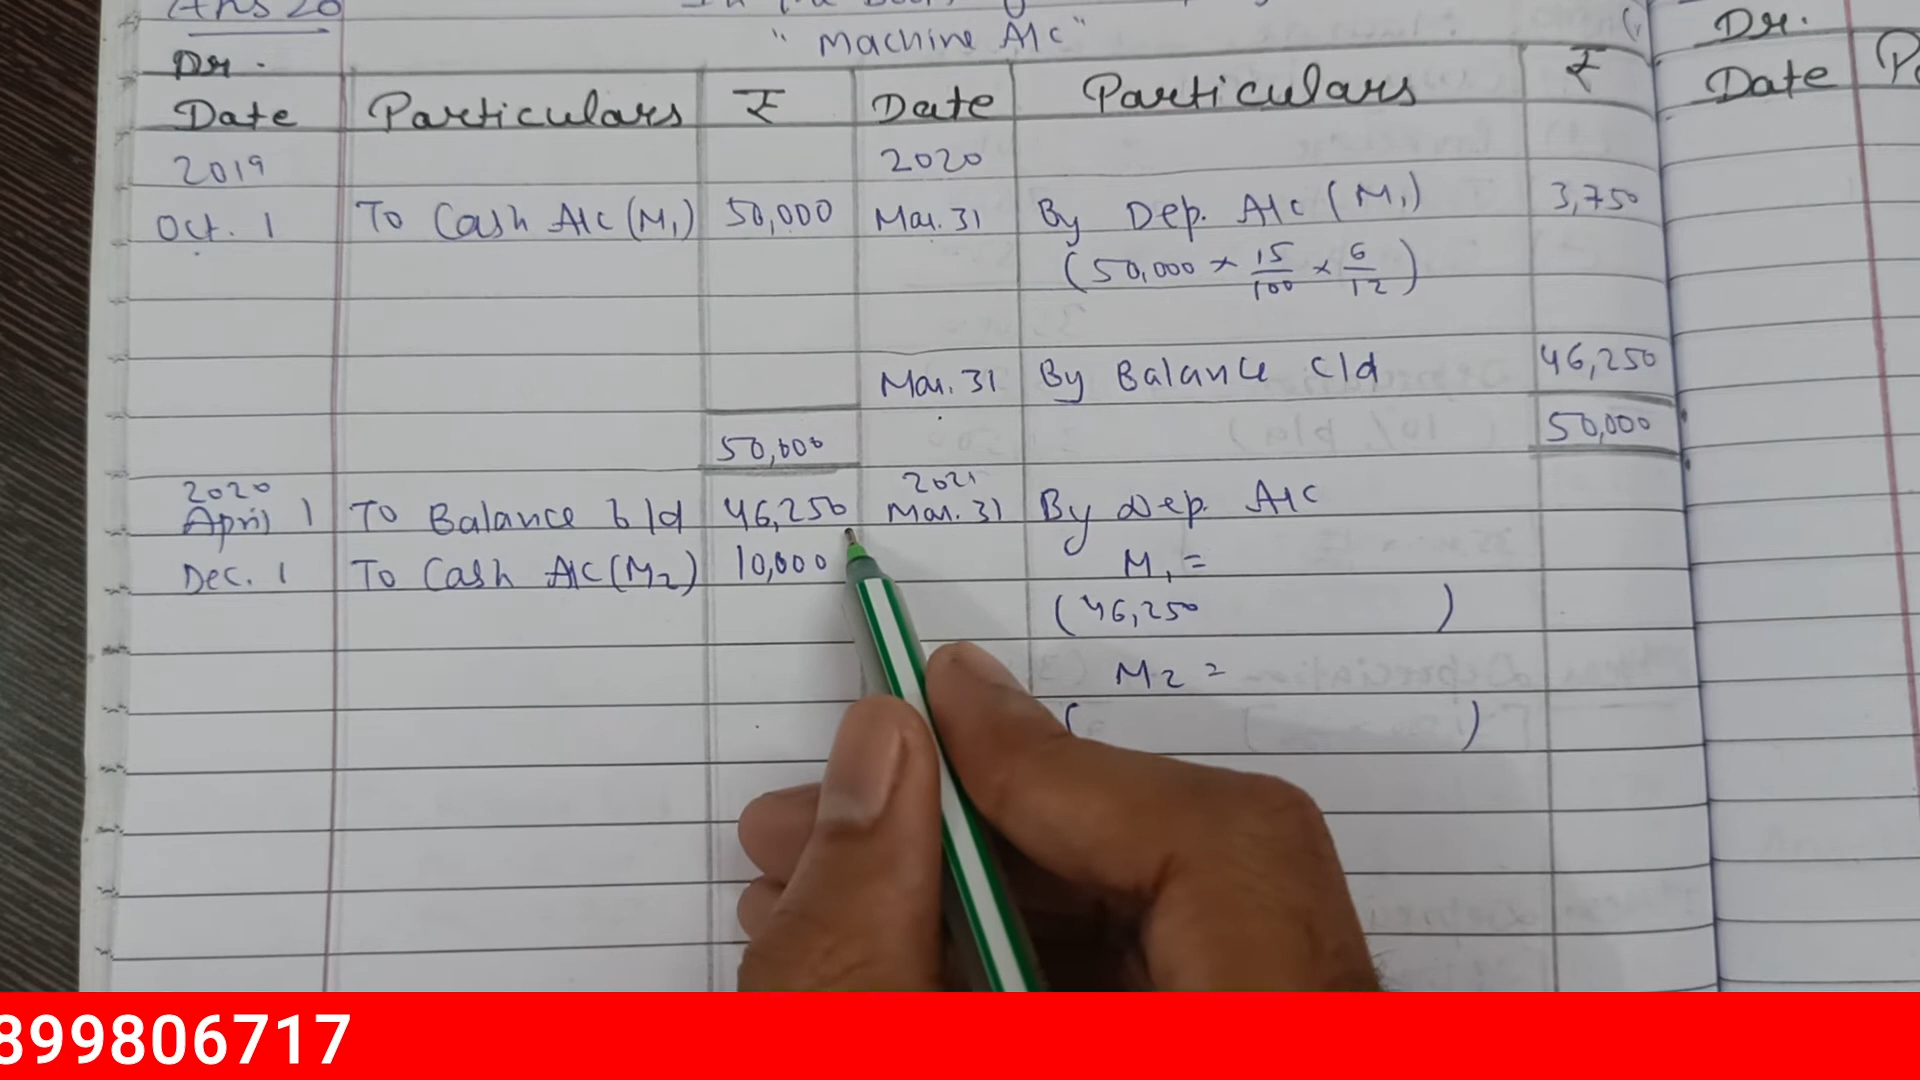 Ans 20
"Machine A/c"
Dr.
Date Particulars ₹ Date Particulars ₹
2019 2020
Oct. 1 To Cash A/c (M1) 50,000 Mar. 31 By Dep. A/c (M1) 3,750
(50,000 × 15/100 × 6/12)
Mar. 31 By Balance c/d 46,250
50,000 50,000
2020 2021
April 1 To Balance b/d 46,250 Mar. 31 By Dep. A/c
Dec. 1 To Cash A/c (M2) 10,000 M1 =
(46,250 )
M2 =
( )
Dr.
Date
899806717